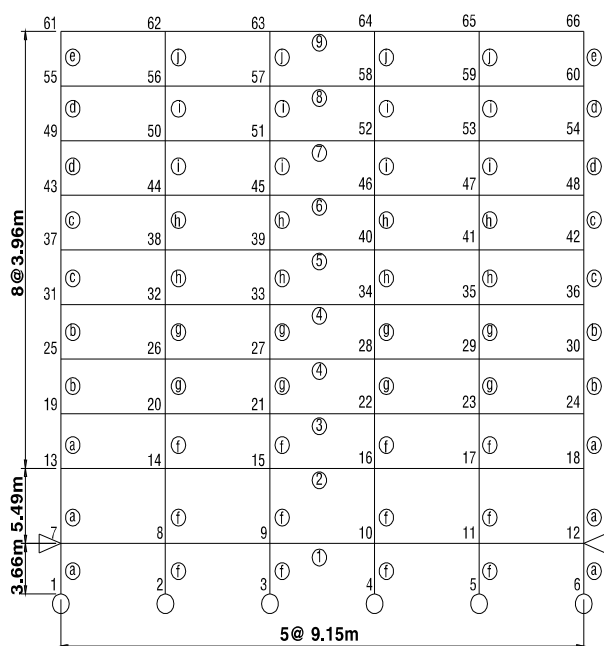 61 62 63 64 65 66
⑨
ⓔ ⓙ ⓙ ⓙ ⓙ ⓔ
55 56 57 58 59 60
⑧
ⓓ ⓘ ⓘ ⓘ ⓘ ⓓ
49 50 51 52 53 54
⑦
ⓓ ⓘ ⓘ ⓘ ⓘ ⓓ
43 44 45 46 47 48
⑥
ⓒ ⓗ ⓗ ⓗ ⓗ ⓒ
37 38 39 40 41 42
⑤
ⓒ ⓗ ⓗ ⓗ ⓗ ⓒ
31 32 33 34 35 36
④
ⓑ ⓖ ⓖ ⓖ ⓖ ⓑ
25 26 27 28 29 30
④
ⓑ ⓖ ⓖ ⓖ ⓖ ⓑ
19 20 21 22 23 24
③
ⓐ ⓕ ⓕ ⓕ ⓕ ⓐ
13 14 15 16 17 18
②
ⓐ ⓕ ⓕ ⓕ ⓕ ⓐ
7 8 9 10 11 12
①
ⓐ ⓕ ⓕ ⓕ ⓕ ⓐ
1 2 3 4 5 6
8@3.96m
5.49m
3.66m
5@ 9.15m